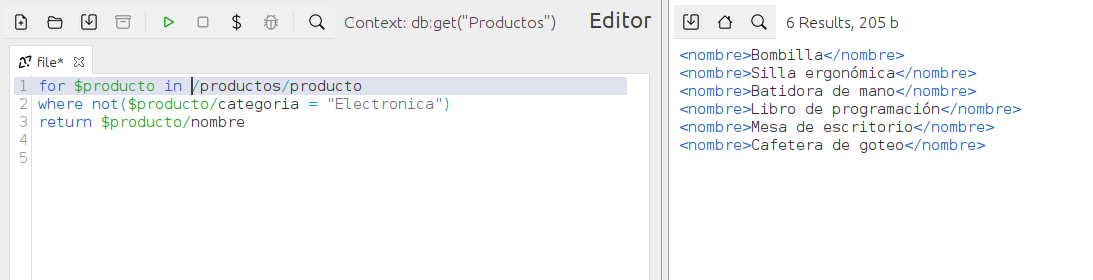 $ Context: db:get("Productos") Editor
file*
1 for $producto in /productos/producto
2 where not($producto/categoria = "Electronica")
3 return $producto/nombre
4
5
6 Results, 205 b
<nombre>Bombilla</nombre>
<nombre>Silla ergonómica</nombre>
<nombre>Batidora de mano</nombre>
<nombre>Libro de programación</nombre>
<nombre>Mesa de escritorio</nombre>
<nombre>Cafetera de goteo</nombre>